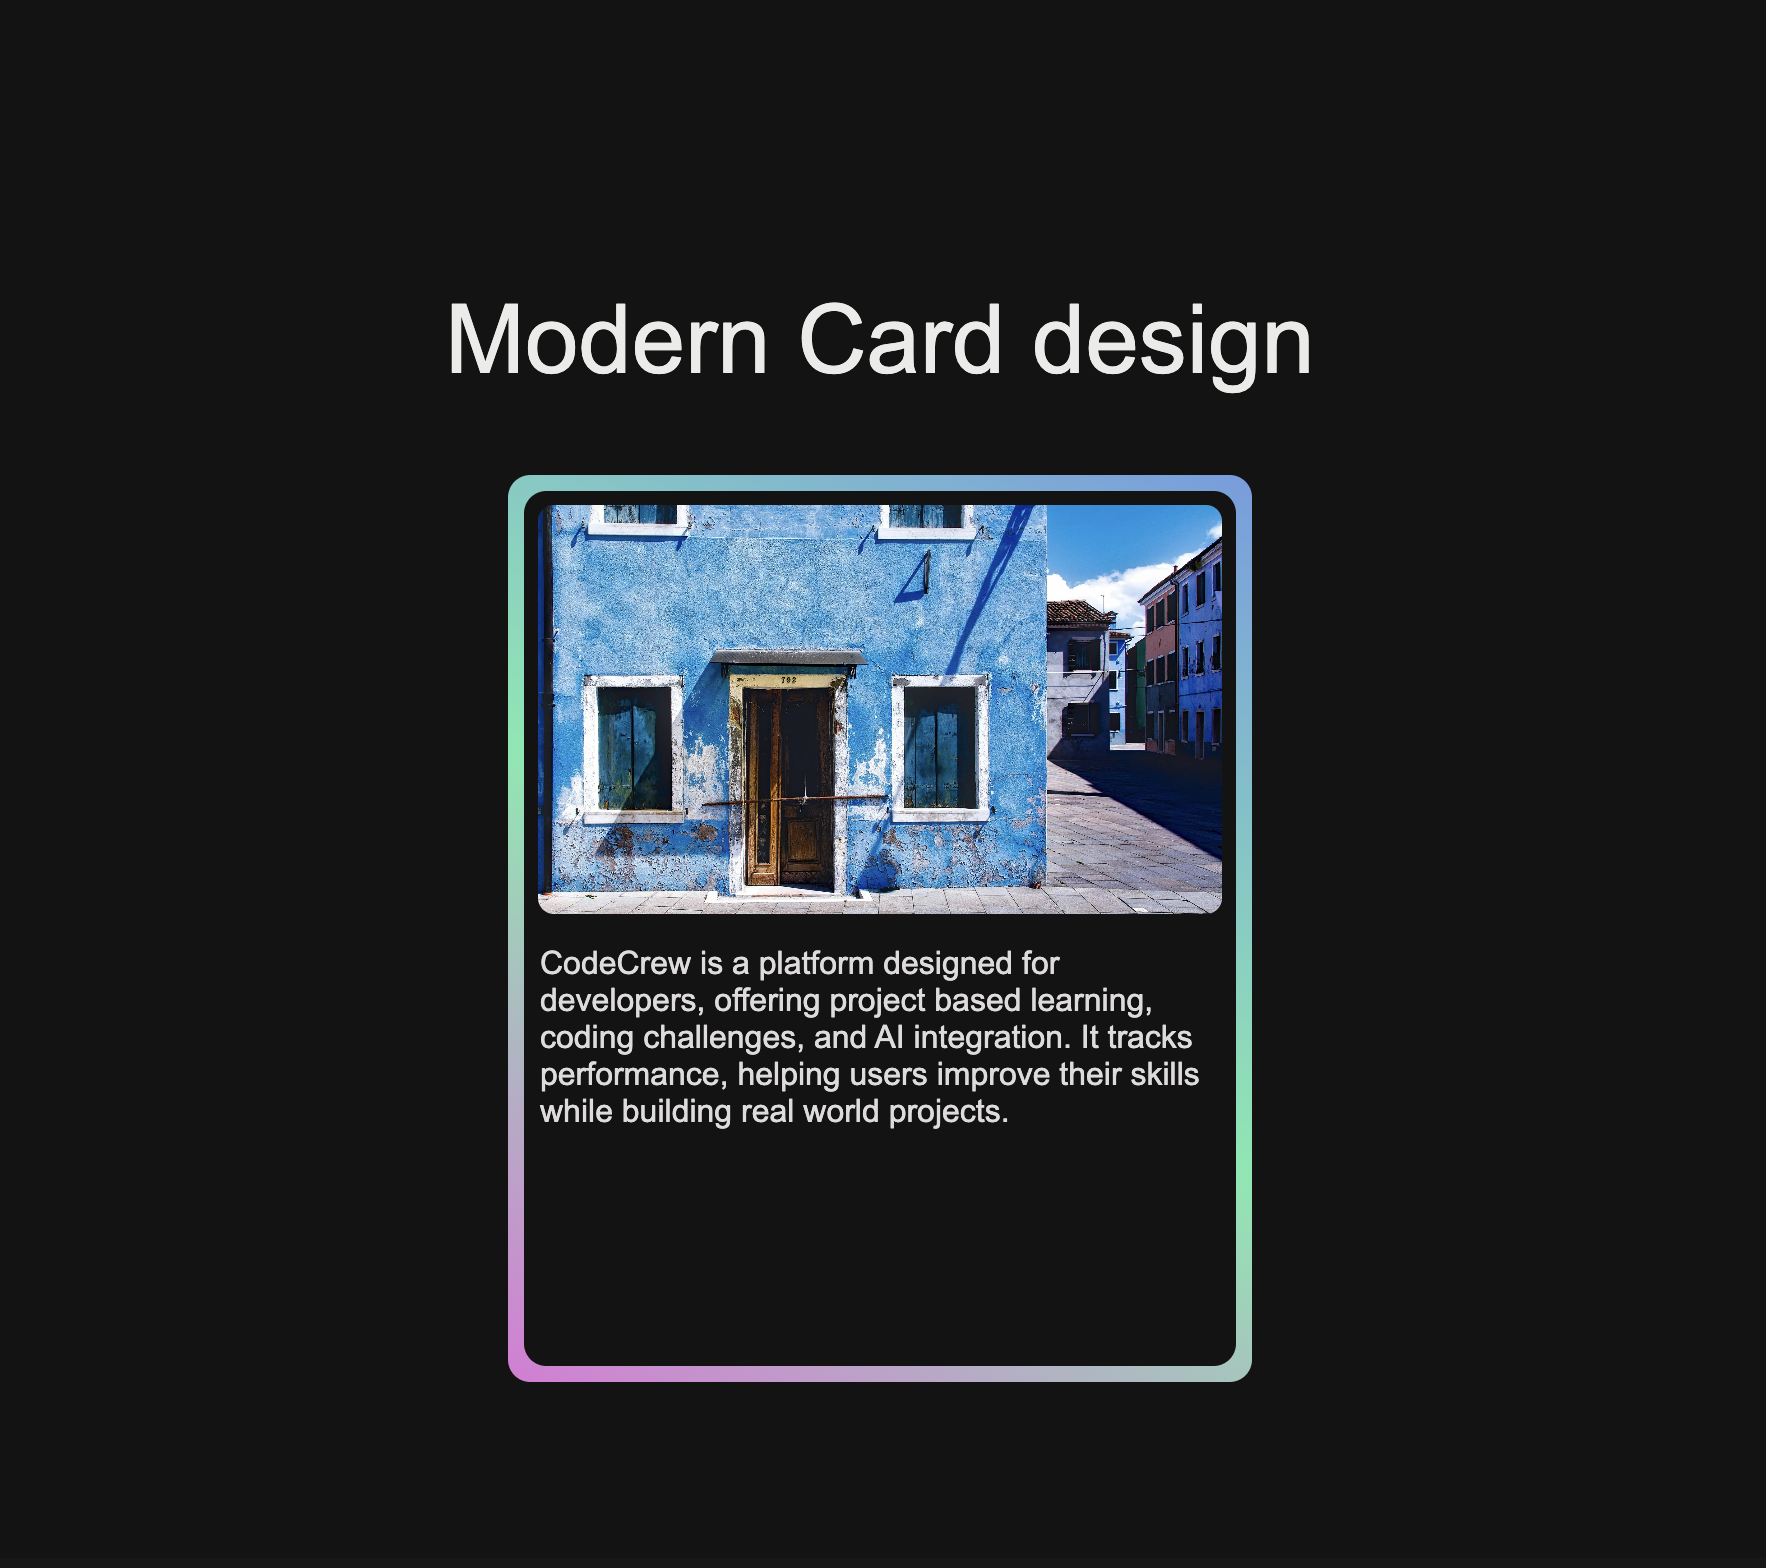 Modern Card design
792
CodeCrew is a platform designed for
developers, offering project based learning,
coding challenges, and AI integration. It tracks
performance, helping users improve their skills
while building real world projects.